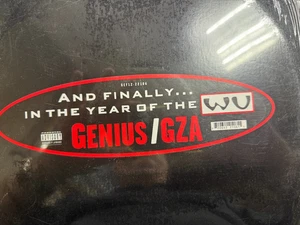 AND FINALLY...
IN THE YEAR OF THE WU
GENIUS/GZA